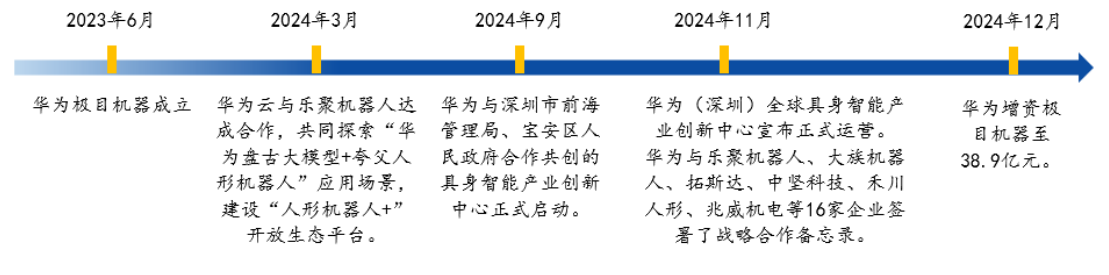 2023年6月
2024年3月
2024年9月
2024年11月
2024年12月
华为极目机器成立
华为云与乐聚机器人达
成合作，共同探索“华
为盘古大模型+夸父人
形机器人”应用场景，
建设“人形机器人+”
开放生态平台。
华为与深圳市前海
管理局、宝安区人
民政府合作共创的
具身智能产业创新
中心正式启动。
华为（深圳）全球具身智能产
业创新中心宣布正式运营。
华为与乐聚机器人、大族机器
人、拓斯达、中坚科技、禾川
人形、兆威机电等16家企业签
署了战略合作备忘录。
华为增资极
目机器至
38.9亿元。